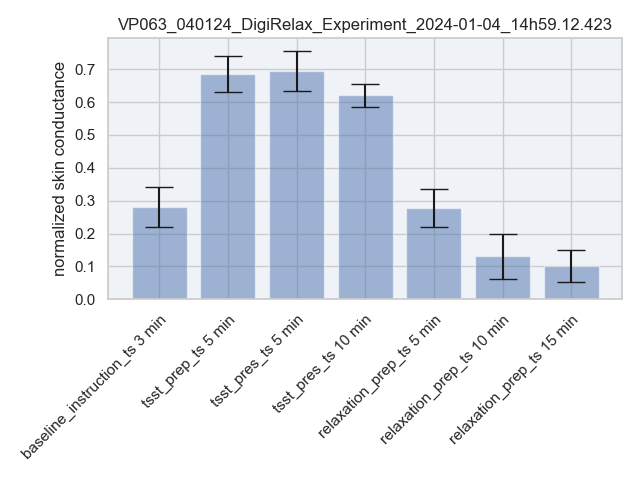 VP063_040124_DigiRelax_Experiment_2024-01-04_14h59.12.423
normalized skin conductance
0.7
0.6
0.5
0.4
0.3
0.2
0.1
0.0
baseline_instruction_ts 3 min
tsst_prep_ts 5 min
tsst_pres_ts 5 min
tsst_pres_ts 10 min
relaxation_prep_ts 5 min
relaxation_prep_ts 10 min
relaxation_prep_ts 15 min